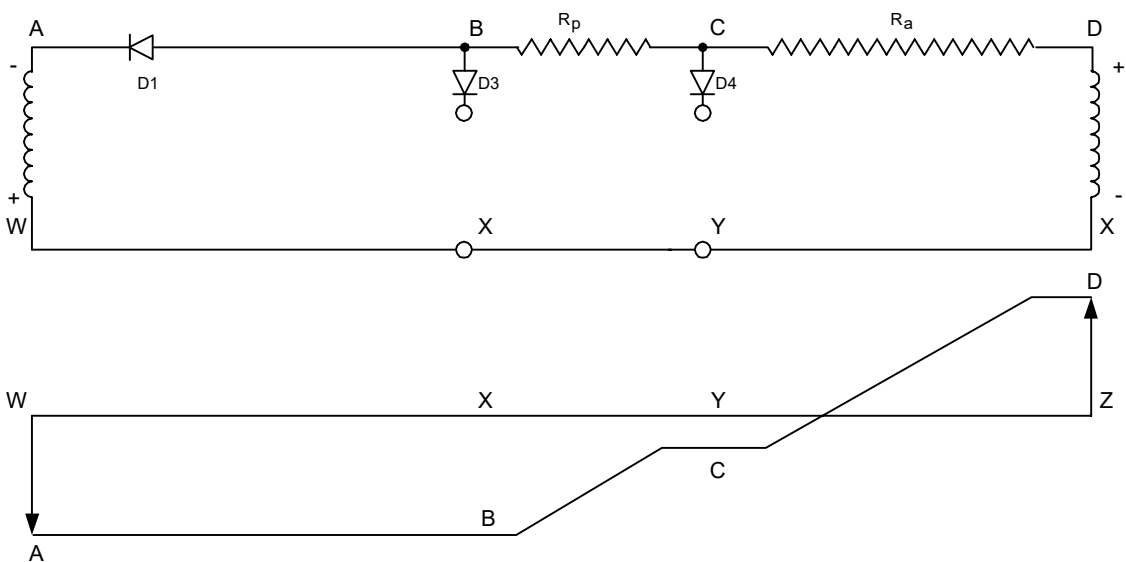 A B Rp C Ra D
- D1 D3 D4 +
+ -
W X Y X
D
W X Y Z
C
B
A